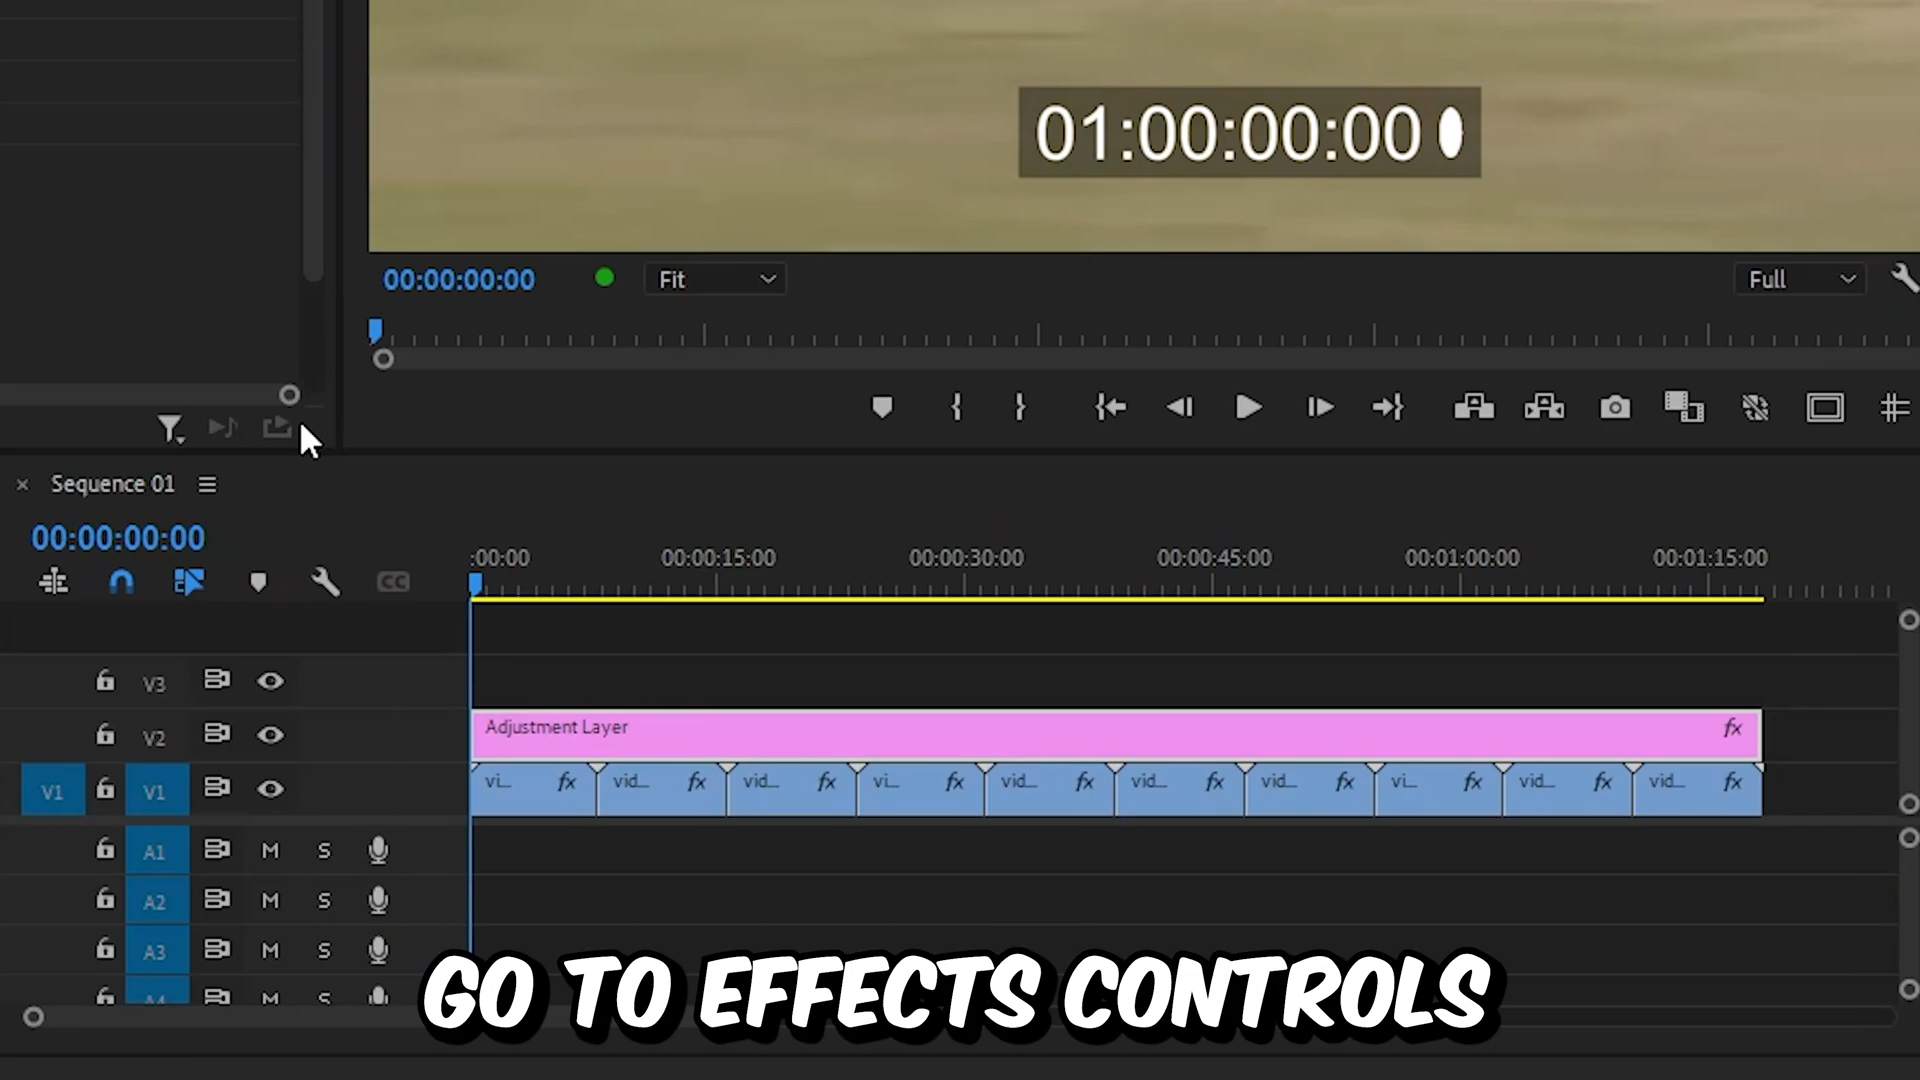 01:00:00:00
00:00:00:00
Fit
Full
Sequence 01
00:00:00:00
CC
:00:00
00:00:15:00
00:00:30:00
00:00:45:00
00:01:00:00
00:01:15:00
V3
V2
Adjustment Layer fx
V1 V1
vi... fx vid... fx vid... fx vi... fx vid... fx vid... fx vid... fx vi... fx vid... fx vid... fx
A1 M S
A2 M S
A3 M S
A4 M S
GO TO EFFECTS CONTROLS